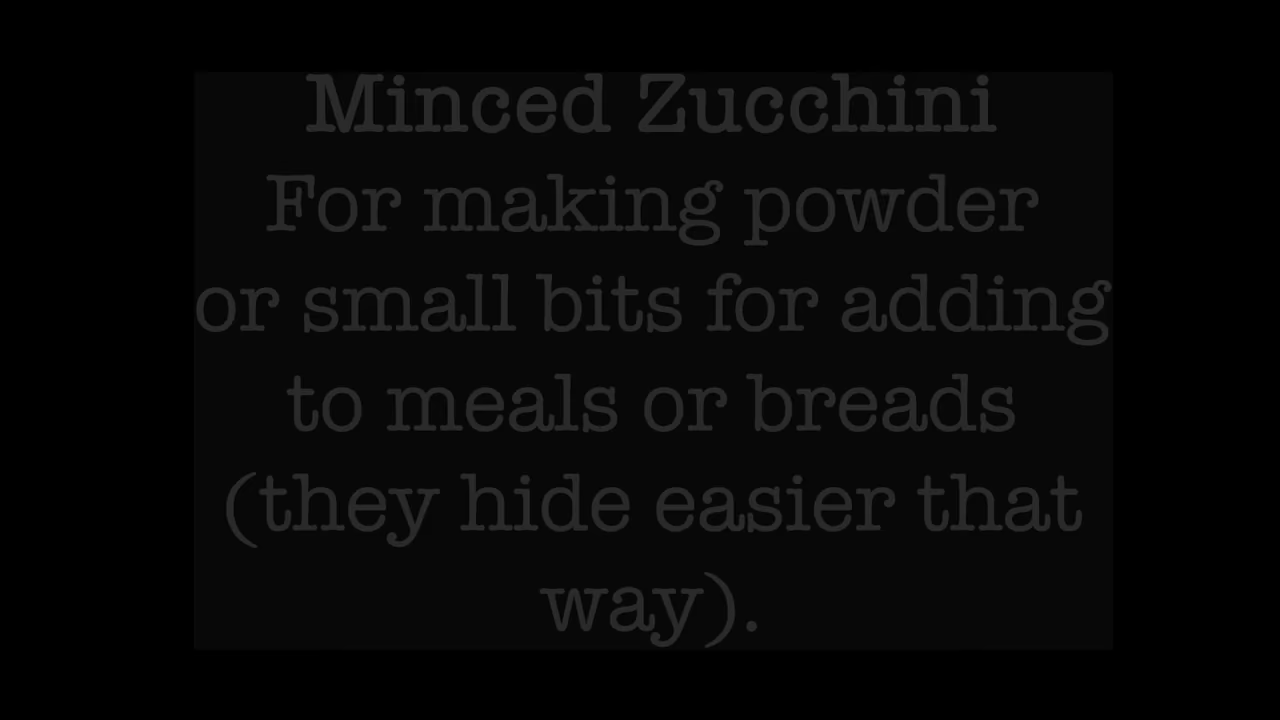 Minced Zucchini
For making powder
or small bits for adding
to meals or breads
(they hide easier that
way).